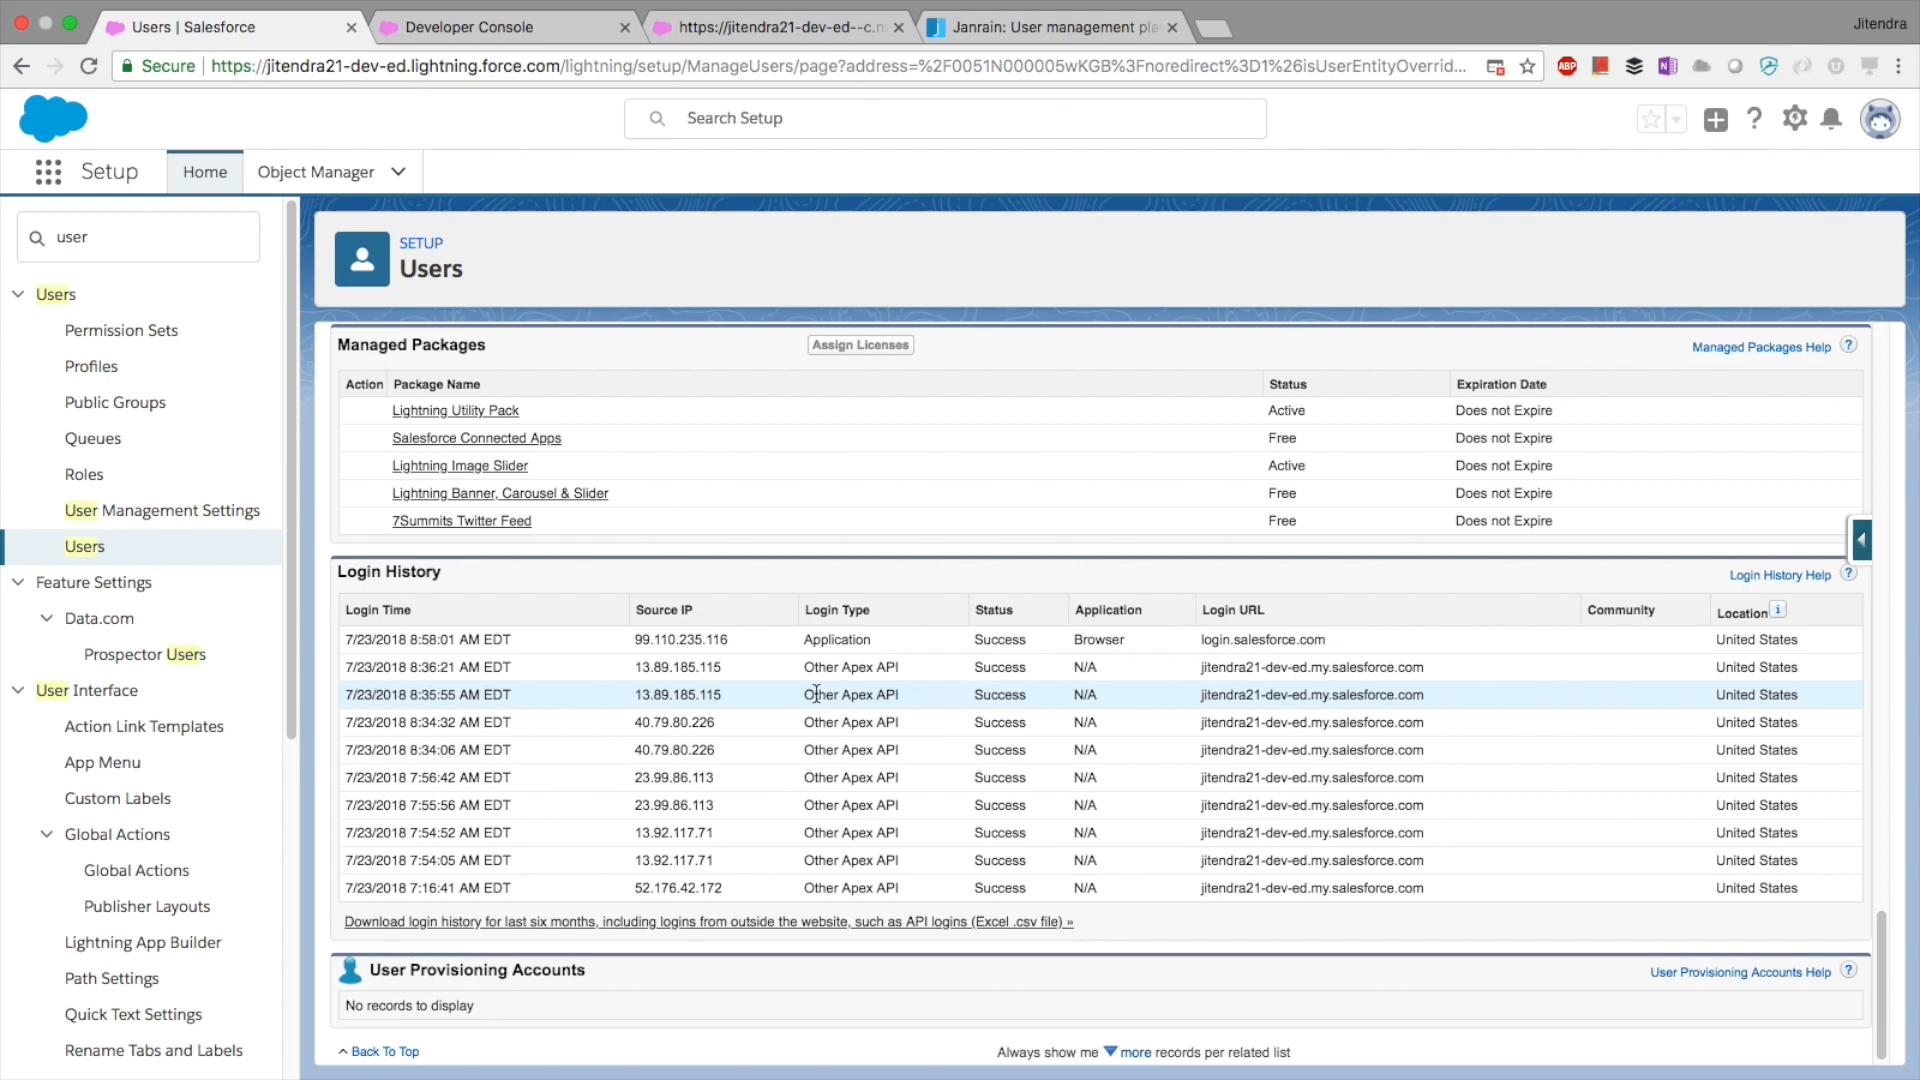 Users | Salesforce
Developer Console
https://jitendra21-dev-ed--c.n
Janrain: User management pla
Jitendra
Secure
https://jitendra21-dev-ed.lightning.force.com/lightning/setup/ManageUsers/page?address=%2F0051N000005wKGB%3Fnoredirect%3D1%26isUserEntityOverrid...
ABP
Search Setup
Setup
Home
Object Manager
user
Users
Permission Sets
Profiles
Public Groups
Queues
Roles
User Management Settings
Users
Feature Settings
Data.com
Prospector Users
User Interface
Action Link Templates
App Menu
Custom Labels
Global Actions
Global Actions
Publisher Layouts
Lightning App Builder
Path Settings
Quick Text Settings
Rename Tabs and Labels
SETUP
Users
Managed Packages
Assign Licenses
Managed Packages Help ?
Action Package Name Status Expiration Date
Lightning Utility Pack Active Does not Expire
Salesforce Connected Apps Free Does not Expire
Lightning Image Slider Active Does not Expire
Lightning Banner, Carousel & Slider Free Does not Expire
7Summits Twitter Feed Free Does not Expire
Login History
Login History Help ?
Login Time Source IP Login Type Status Application Login URL Community Location i
7/23/2018 8:58:01 AM EDT 99.110.235.116 Application Success Browser login.salesforce.com United States
7/23/2018 8:36:21 AM EDT 13.89.185.115 Other Apex API Success N/A jitendra21-dev-ed.my.salesforce.com United States
7/23/2018 8:35:55 AM EDT 13.89.185.115 Other Apex API Success N/A jitendra21-dev-ed.my.salesforce.com United States
7/23/2018 8:34:32 AM EDT 40.79.80.226 Other Apex API Success N/A jitendra21-dev-ed.my.salesforce.com United States
7/23/2018 8:34:06 AM EDT 40.79.80.226 Other Apex API Success N/A jitendra21-dev-ed.my.salesforce.com United States
7/23/2018 7:56:42 AM EDT 23.99.86.113 Other Apex API Success N/A jitendra21-dev-ed.my.salesforce.com United States
7/23/2018 7:55:56 AM EDT 23.99.86.113 Other Apex API Success N/A jitendra21-dev-ed.my.salesforce.com United States
7/23/2018 7:54:52 AM EDT 13.92.117.71 Other Apex API Success N/A jitendra21-dev-ed.my.salesforce.com United States
7/23/2018 7:54:05 AM EDT 13.92.117.71 Other Apex API Success N/A jitendra21-dev-ed.my.salesforce.com United States
7/23/2018 7:16:41 AM EDT 52.176.42.172 Other Apex API Success N/A jitendra21-dev-ed.my.salesforce.com United States
Download login history for last six months, including logins from outside the website, such as API logins (Excel .csv file) »
User Provisioning Accounts
User Provisioning Accounts Help ?
No records to display
Back To Top
Always show me more records per related list